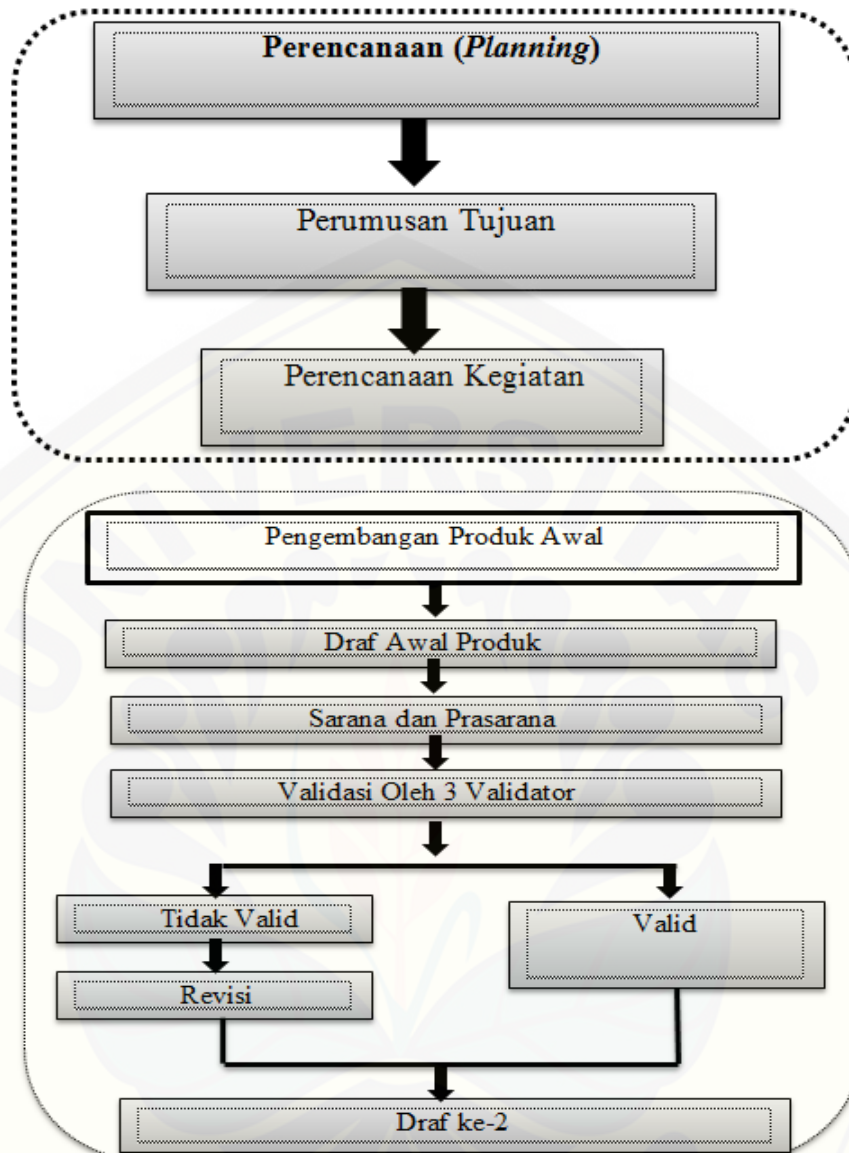 Perencanaan (Planning)
Perumusan Tujuan
Perencanaan Kegiatan
UNIVERSITAS
Pengembangan Produk Awal
Draf Awal Produk
Sarana dan Prasarana
Validasi Oleh 3 Validator
Tidak Valid
Valid
Revisi
Draf ke-2